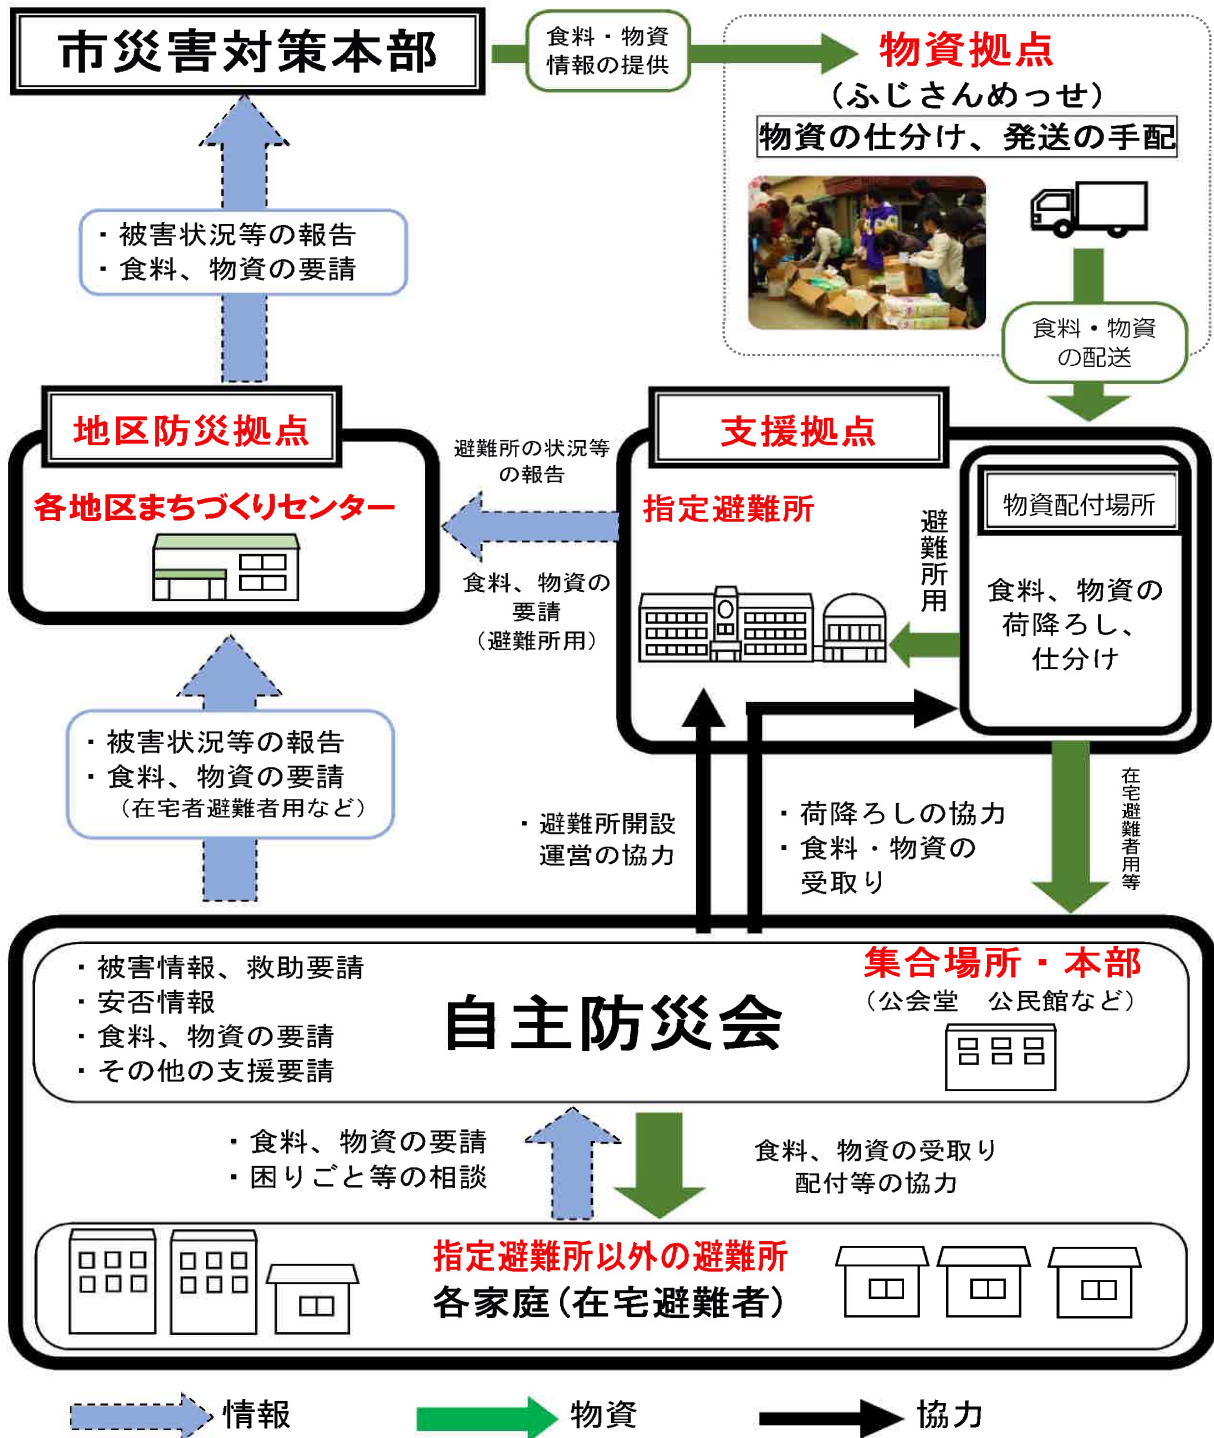 市災害対策本部
食料・物資
情報の提供
物資拠点
（ふじさんめっせ）
物資の仕分け、発送の手配
・被害状況等の報告
・食料、物資の要請
食料・物資
の配送
地区防災拠点
各地区まちづくりセンター
避難所の状況等
の報告
食料、物資の
要請
（避難所用）
支援拠点
指定避難所
避難所用
物資配付場所
食料、物資の
荷降ろし、
仕分け
・被害状況等の報告
・食料、物資の要請
（在宅者避難者用など）
・避難所開設
運営の協力
・荷降ろしの協力
・食料・物資の
受取り
在宅避難者用等
・被害情報、救助要請
・安否情報
・食料、物資の要請
・その他の支援要請
自主防災会
集合場所・本部
（公会堂　公民館など）
・食料、物資の要請
・困りごと等の相談
食料、物資の受取り
配付等の協力
指定避難所以外の避難所
各家庭（在宅避難者）
情報
物資
協力